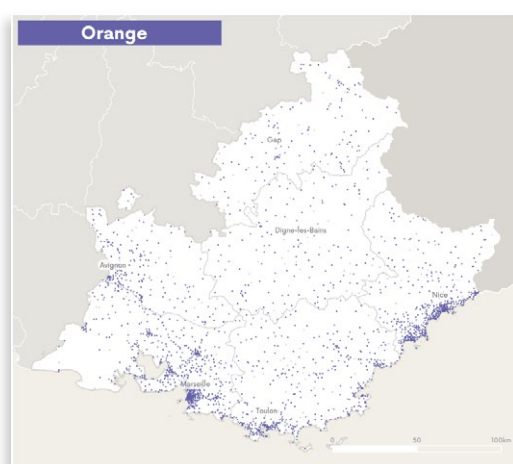 Orange
Gap
Digne-les-Bains
Avignon
Nice
Marseille
Toulon
0 50 100km